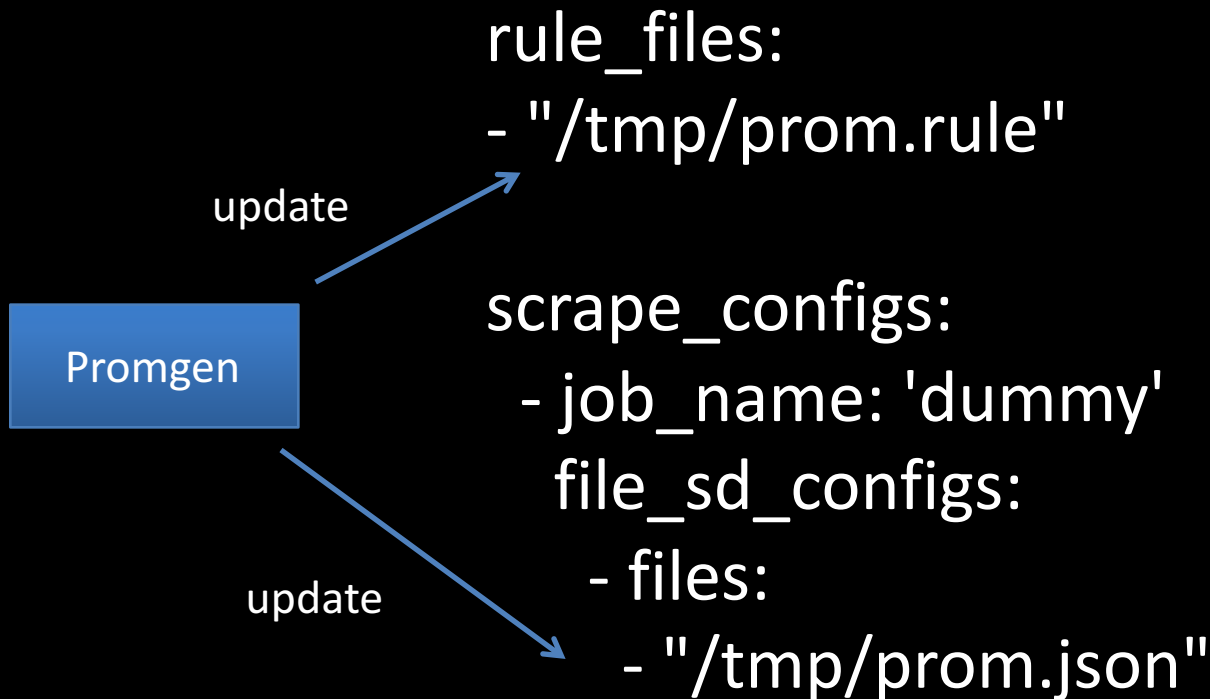 rule_files:
- "/tmp/prom.rule"
update
Promgen
scrape_configs:
- job_name: 'dummy'
file_sd_configs:
- files:
- "/tmp/prom.json"
update